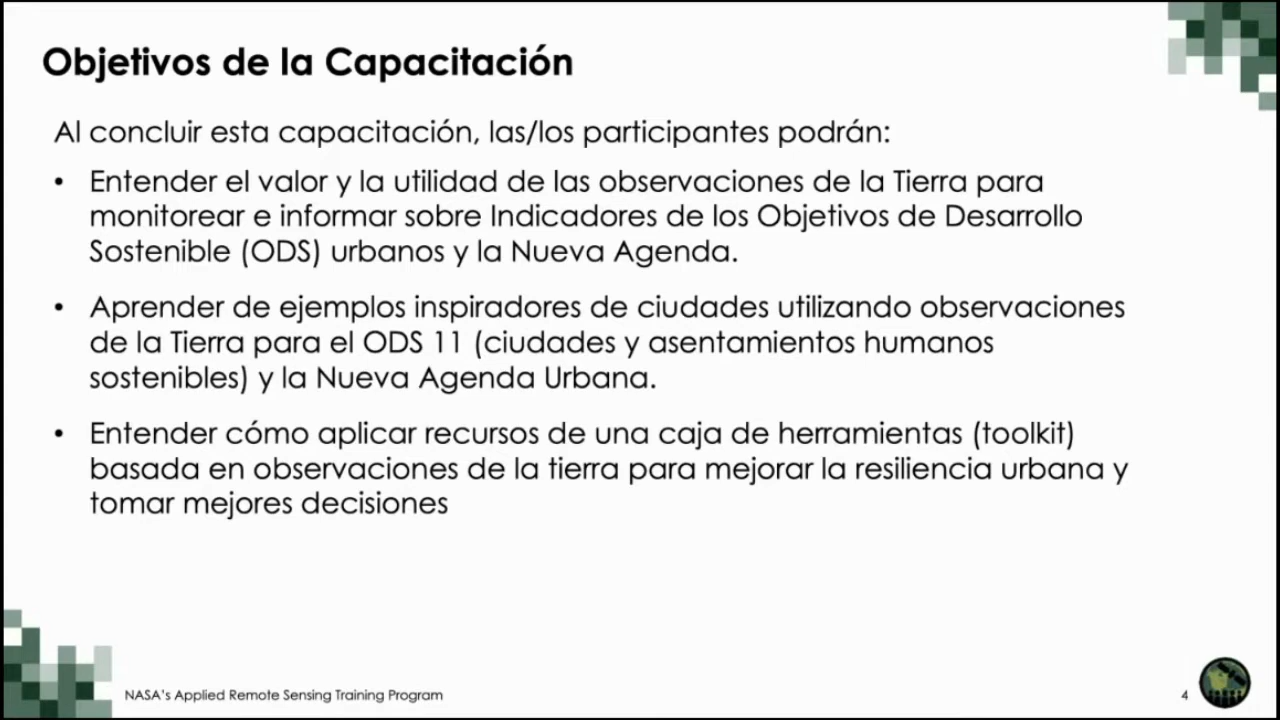 Objetivos de la Capacitación
Al concluir esta capacitación, las/los participantes podrán:
• Entender el valor y la utilidad de las observaciones de la Tierra para
monitorear e informar sobre Indicadores de los Objetivos de Desarrollo
Sostenible (ODS) urbanos y la Nueva Agenda.
• Aprender de ejemplos inspiradores de ciudades utilizando observaciones
de la Tierra para el ODS 11 (ciudades y asentamientos humanos
sostenibles) y la Nueva Agenda Urbana.
• Entender cómo aplicar recursos de una caja de herramientas (toolkit)
basada en observaciones de la tierra para mejorar la resiliencia urbana y
tomar mejores decisiones
NASA's Applied Remote Sensing Training Program
4